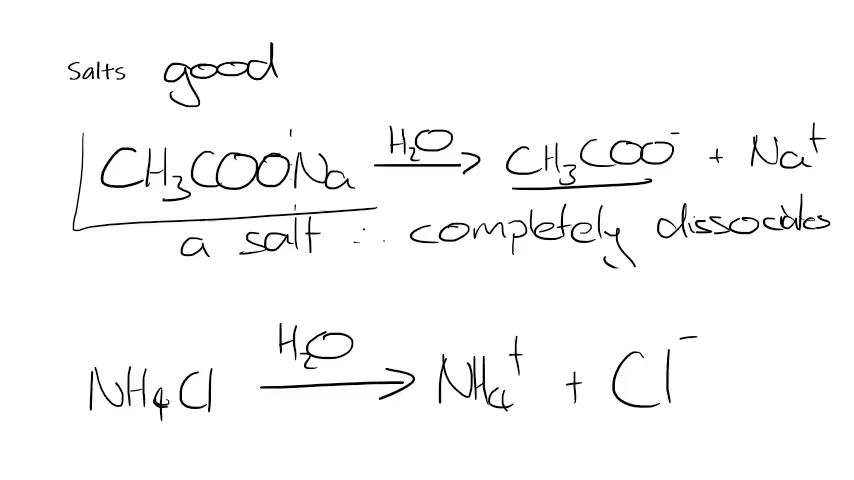 Salts good
CH₃COONa H₂O → CH₃COO⁻ + Na⁺
a salt ∴ completely dissociates
NH₄Cl H₂O → NH₄⁺ + Cl⁻